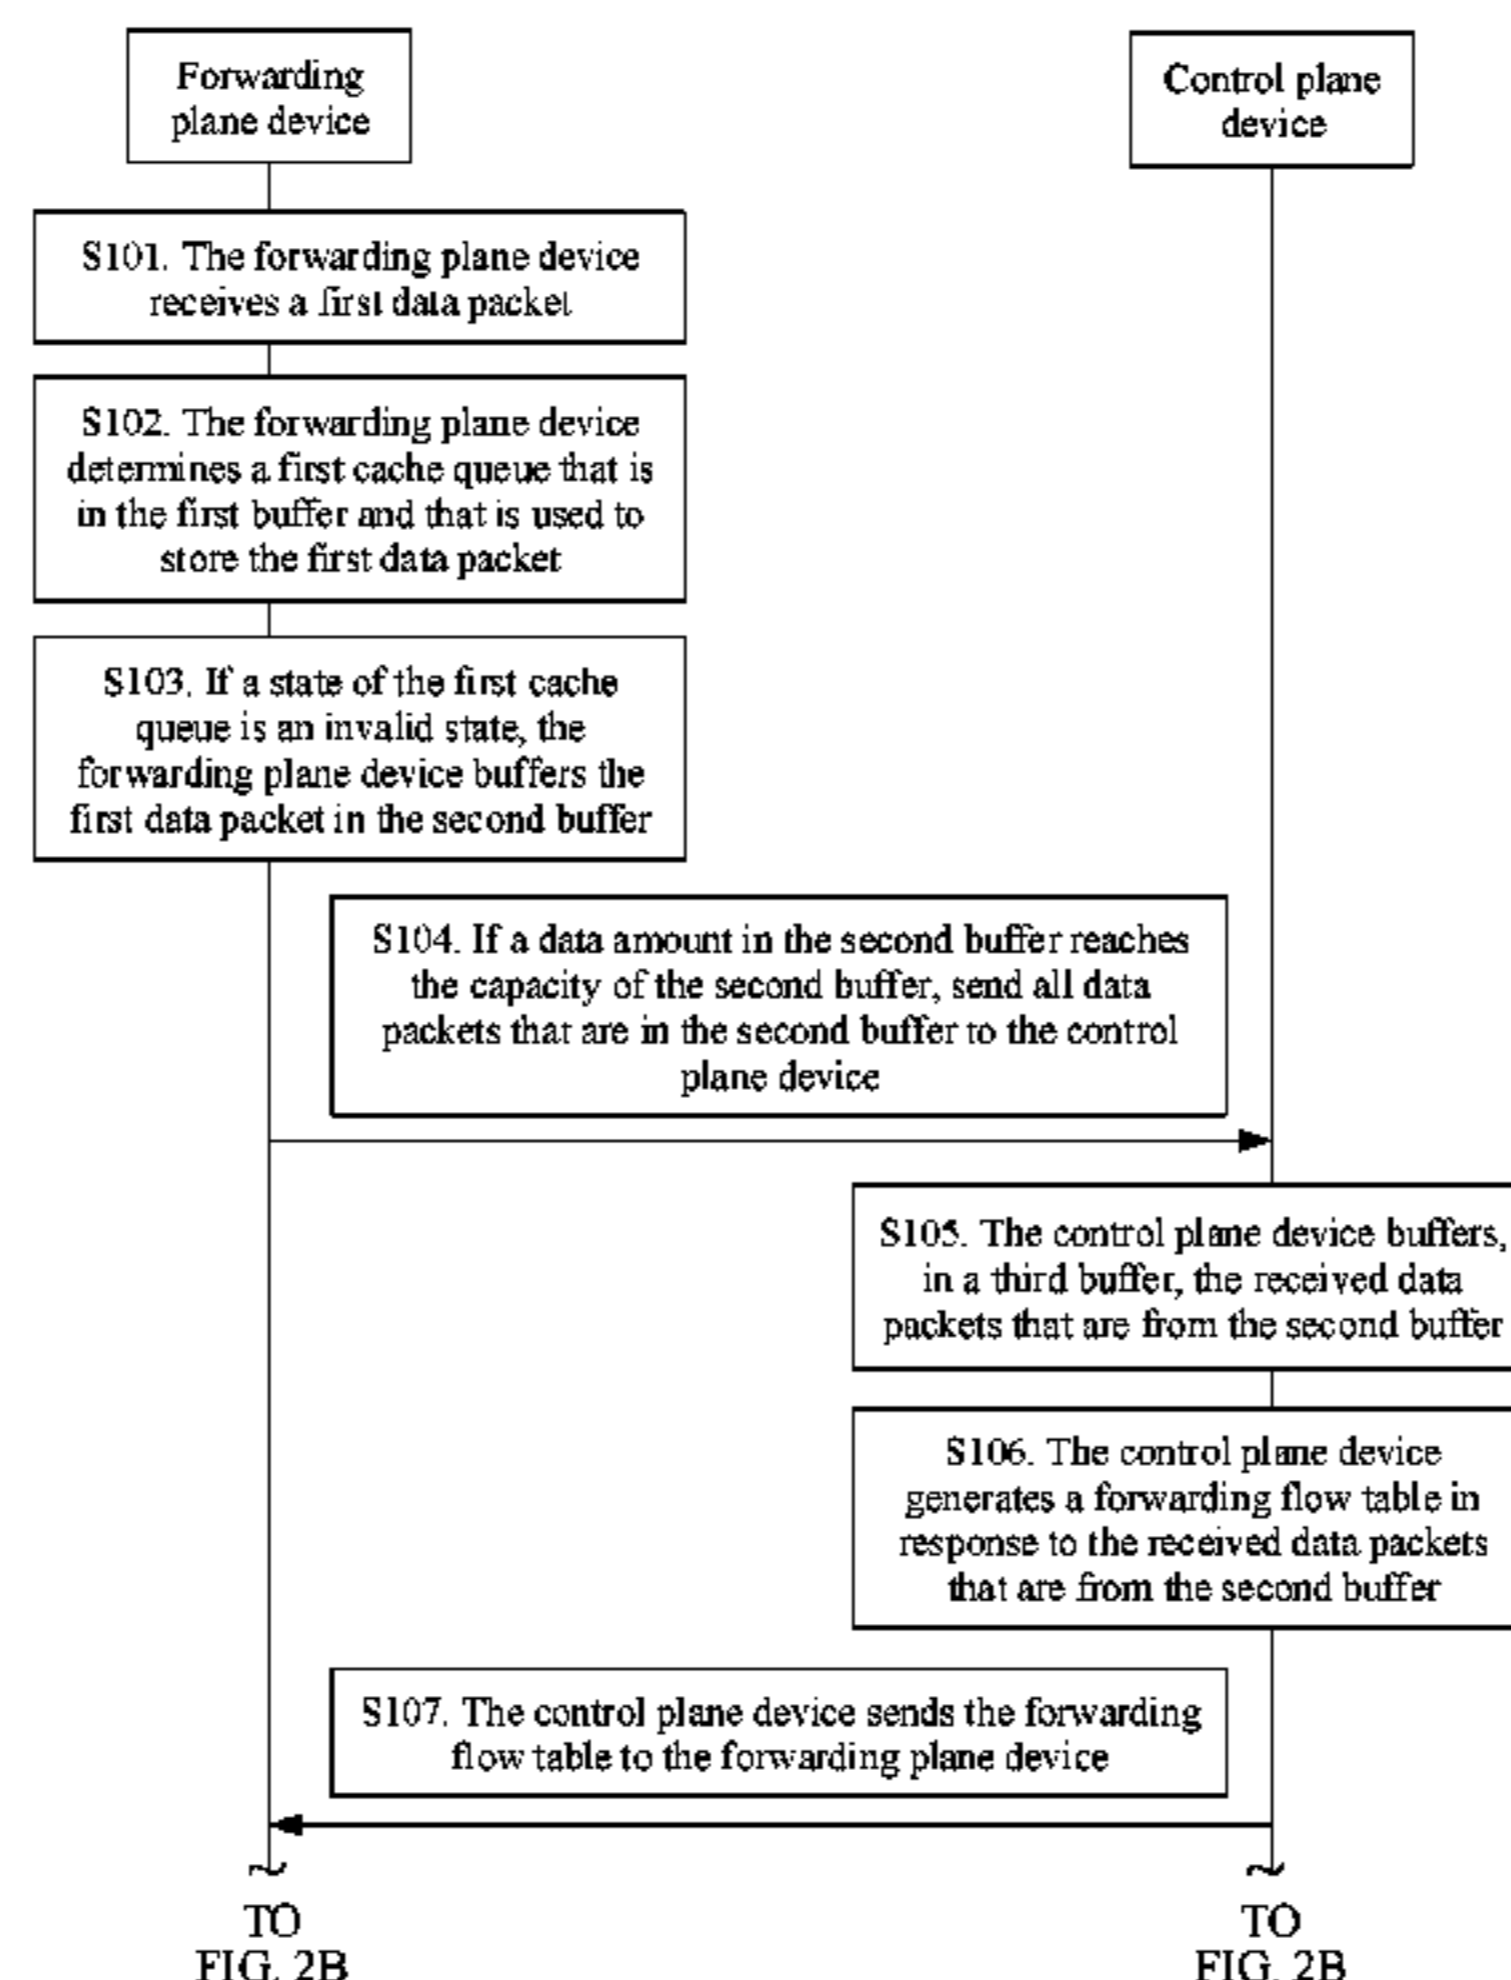 Forwarding
plane device
Control plane
device
S101. The forwarding plane device
receives a first data packet
S102. The forwarding plane device
determines a first cache queue that is
in the first buffer and that is used to
store the first data packet
S103. If a state of the first cache
queue is an invalid state, the
forwarding plane device buffers the
first data packet in the second buffer
S104. If a data amount in the second buffer reaches
the capacity of the second buffer, send all data
packets that are in the second buffer to the control
plane device
S105. The control plane device buffers,
in a third buffer, the received data
packets that are from the second buffer
S106. The control plane device
generates a forwarding flow table in
response to the received data packets
that are from the second buffer
S107. The control plane device sends the forwarding
flow table to the forwarding plane device
TO
FIG. 2B
TO
FIG. 2B